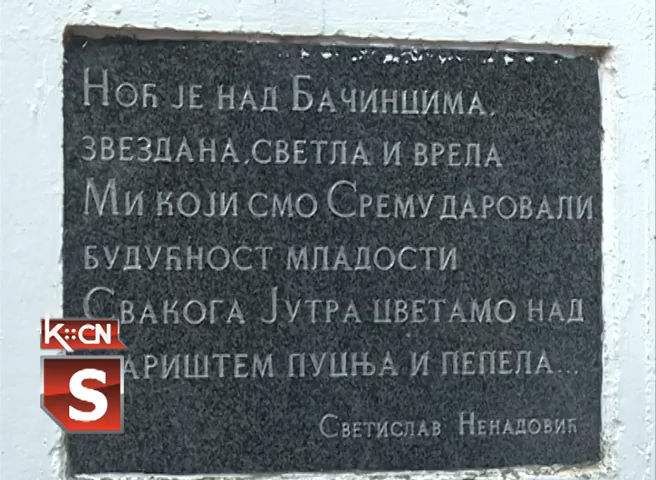 Ноћ је над Бачинцима,
звездана, светла и врела
Ми који смо Срему даровали
будућност младости
Свакога Јутра цветамо над
ариштем пуцња и пепела...
Светислав Ненадовић
K::CN
S